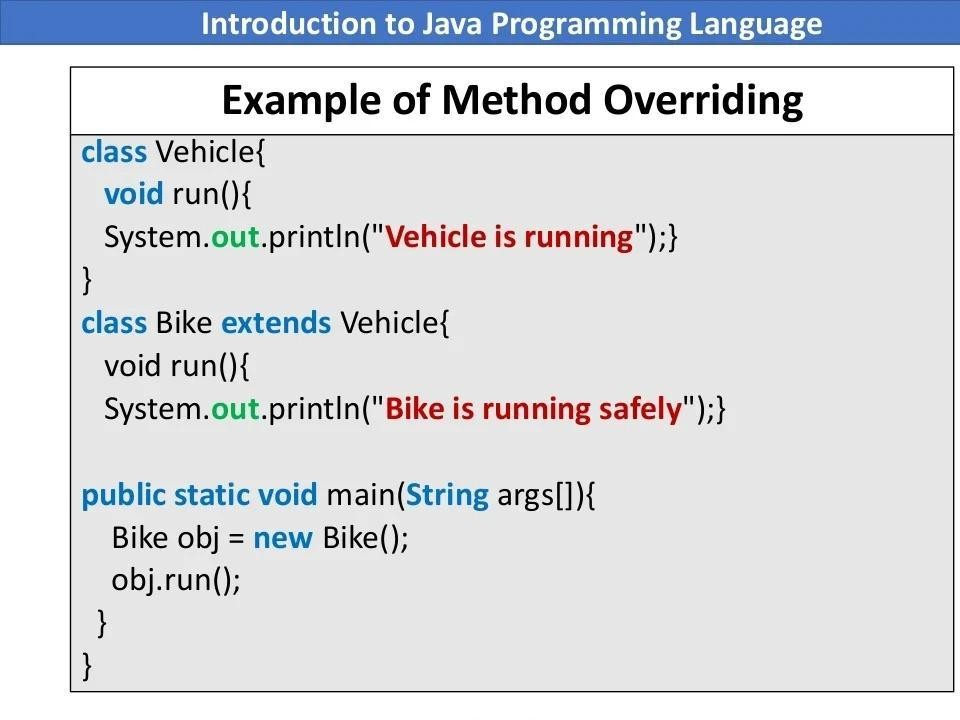 Introduction to Java Programming Language
Example of Method Overriding
class Vehicle{
void run(){
System.out.println("Vehicle is running");}
}
class Bike extends Vehicle{
void run(){
System.out.println("Bike is running safely");}
public static void main(String args[]){
Bike obj = new Bike();
obj.run();
}
}